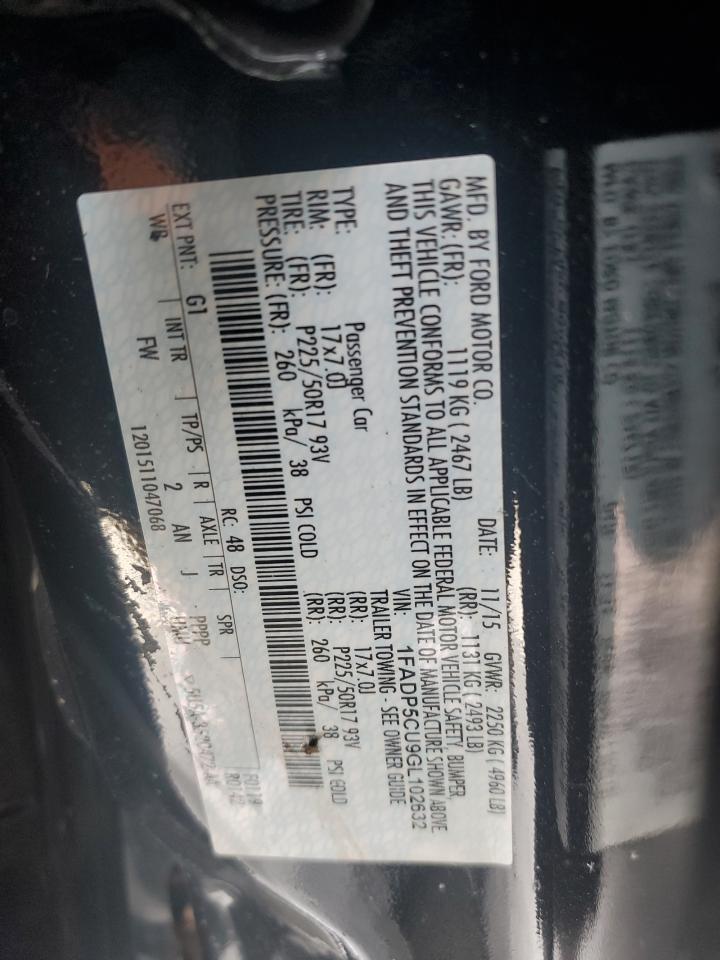 MFD. BY FORD MOTOR CO.
DATE: 11/15 GVWR: 2250 KG ( 4960 LB)
GAWR: (FR): 1119 KG ( 2467 LB) (RR): 1131 KG ( 2493 LB)
THIS VEHICLE CONFORMS TO ALL APPLICABLE FEDERAL MOTOR VEHICLE SAFETY, BUMPER,
AND THEFT PREVENTION STANDARDS IN EFFECT ON THE DATE OF MANUFACTURE SHOWN ABOVE.
VIN: 1FADP5CU9GL102632
TYPE: Passenger Car TRAILER TOWING - SEE OWNER GUIDE
RIM: (FR): 17x7.0J (RR): 17x7.0J
TIRE: (FR): P225/50R17 93V (RR): P225/50R17 93V
PRESSURE: (FR): 260 kPa/ 38 PSI COLD (RR): 260 kPa/ 38 PSI COLD
RC: 48 DSO:
EXT PNT: G1
INT TR TP/PS R AXLE TR SPR
WB FW 2 AN J PPPP
1201511047068